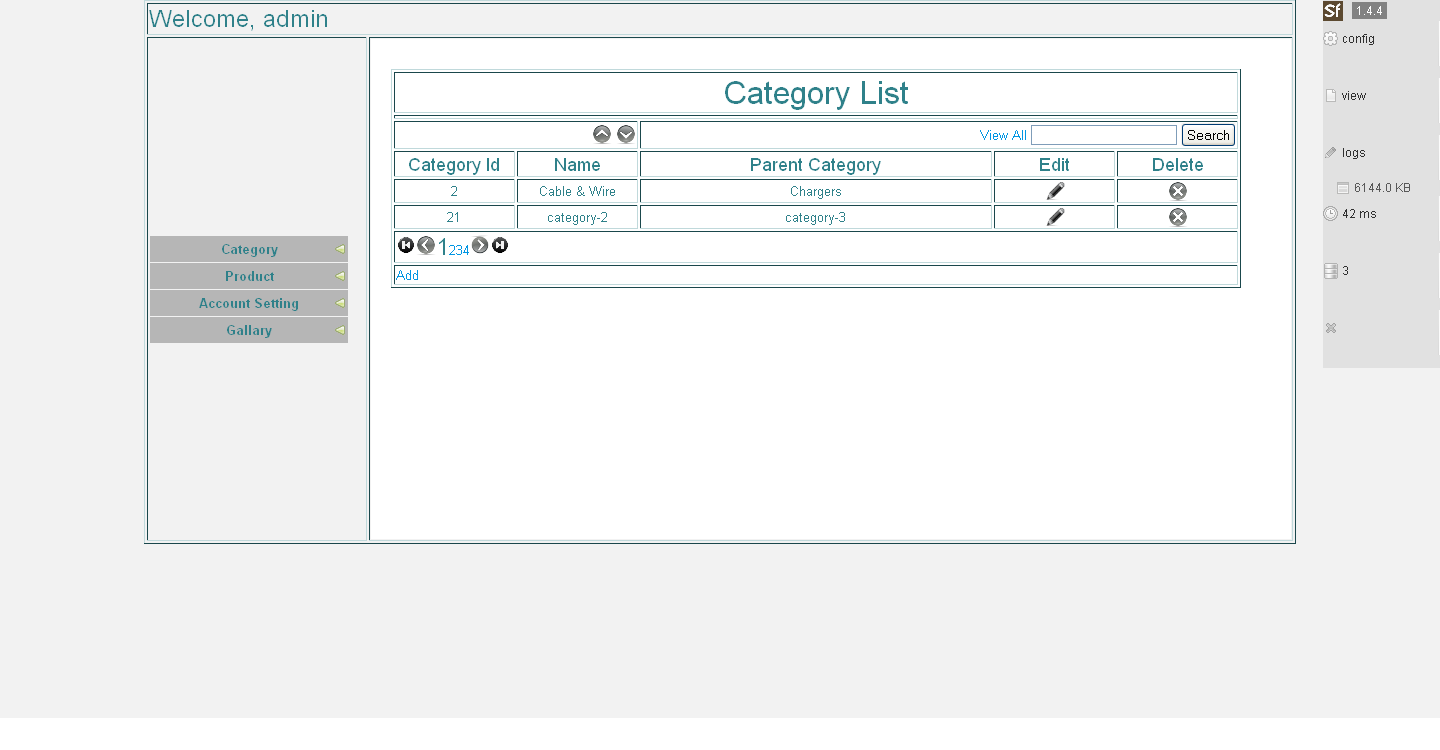 Welcome, admin
Sf 1.4.4
config
view
logs
6144.0 KB
42 ms
3
Category
Product
Account Setting
Gallary
Category List
View All Search
Category Id Name Parent Category Edit Delete
2 Cable & Wire Chargers
21 category-2 category-3
1234
Add